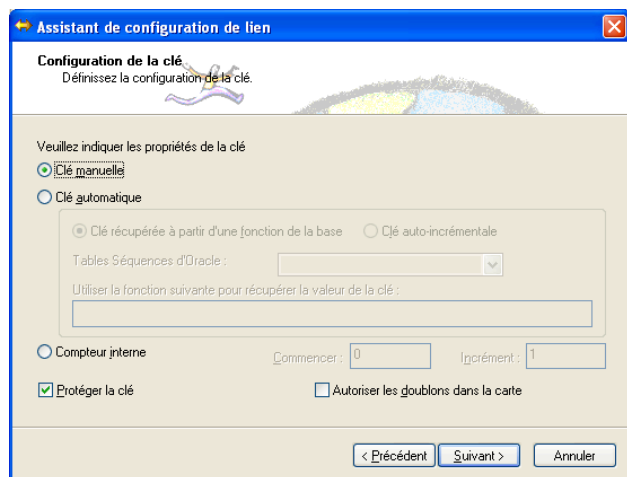 Assistant de configuration de lien
Configuration de la clé
Définissez la configuration de la clé.
Veuillez indiquer les propriétés de la clé
Clé manuelle
Clé automatique
Clé récupérée à partir d'une fonction de la base Clé auto-incrémentale
Tables Séquences d'Oracle :
Utiliser la fonction suivante pour récupérer la valeur de la clé :
Compteur interne Commencer : 0 Incrément : 1
Protéger la clé Autoriser les doublons dans la carte
< Précédent Suivant > Annuler